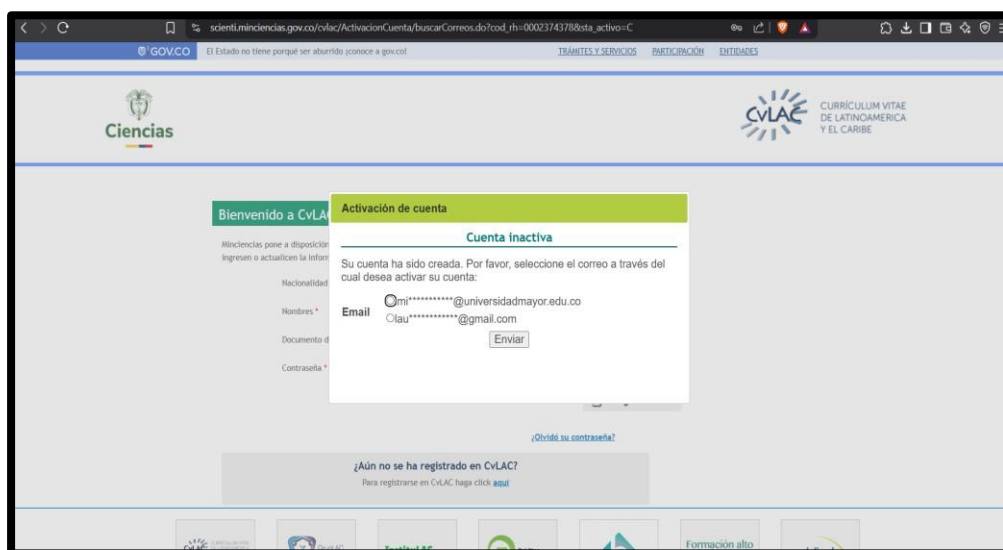 scienti.minciencias.gov.co/cvlac/ActivacionCuenta/buscarCorreos.do?cod_rh=0002374378&sta_activo=C
GOV.CO El Estado no tiene porqué ser aburrido ¡conoce a gov.co! TRÁMITES Y SERVICIOS PARTICIPACIÓN ENTIDADES
Ciencias
CvLAC
CURRÍCULUM VITAE
DE LATINOAMERICA
Y EL CARIBE
Bienvenido a CvLA
Minciencias pone a disposición
ingresen o actualicen la inform
Nacionalidad
Nombres *
Documento d
Contraseña *
Activación de cuenta
Cuenta inactiva
Su cuenta ha sido creada. Por favor, seleccione el correo a través del
cual desea activar su cuenta:
Email
mi***********@universidadmayor.edu.co
lau************@gmail.com
Enviar
¿Olvidó su contraseña?
¿Aún no se ha registrado en CvLAC?
Para registrarse en CvLAC haga click aquí
Formación alto